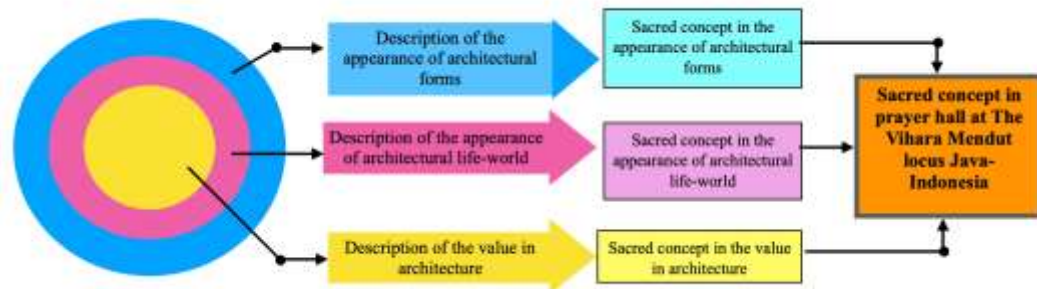 Description of the
appearance of architectural
forms
Sacred concept in the
appearance of architectural
forms
Description of the appearance
of architectural life-world
Sacred concept in the
appearance of architectural
life-world
Description of the value in
architecture
Sacred concept in the value
in architecture
Sacred concept in
prayer hall at The
Vihara Mendut
locus Java-
Indonesia